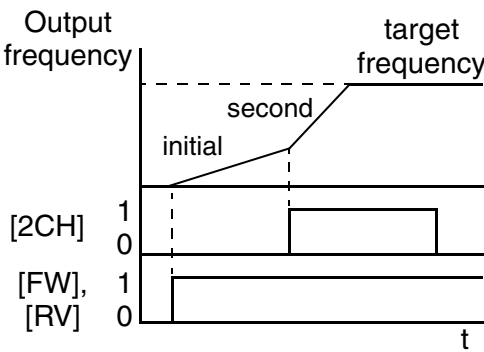 Output
frequency
target
frequency
second
initial
[2CH]
1
0
[FW],
[RV]
1
0
t